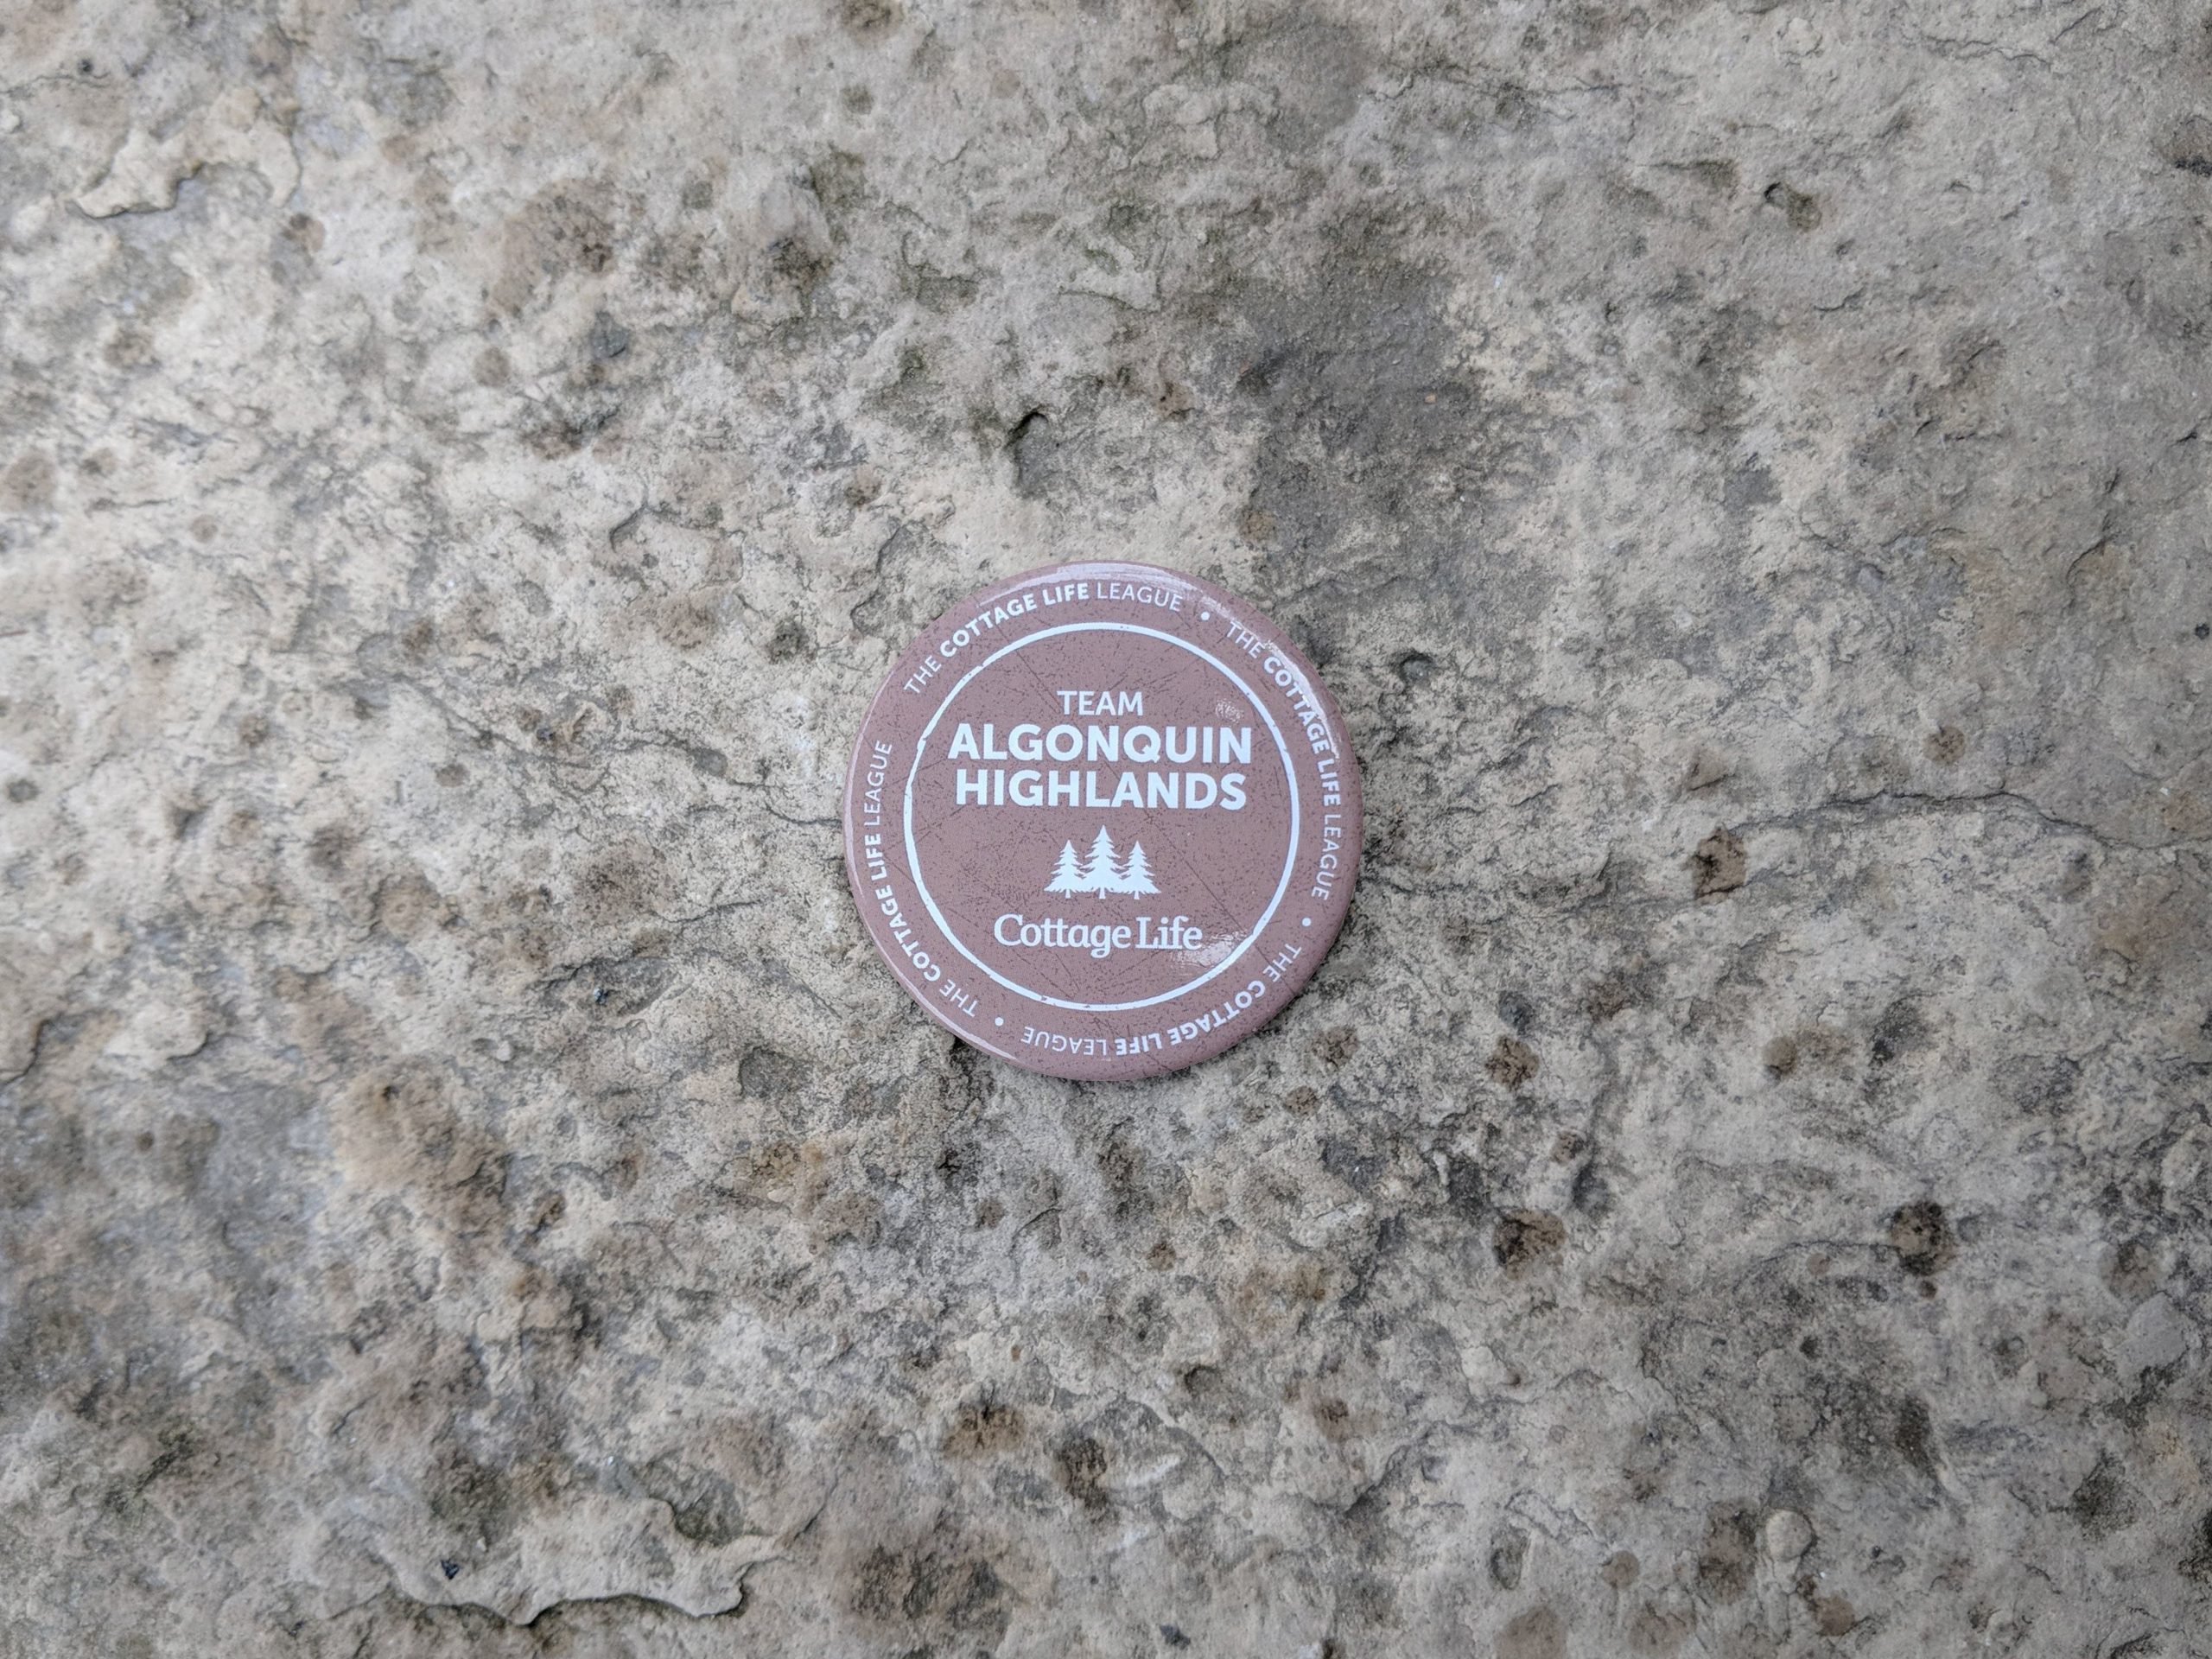 THE COTTAGE LIFE LEAGUE • THE COTTAGE LIFE LEAGUE • THE COTTAGE LIFE LEAGUE • THE COTTAGE LIFE LEAGUE
TEAM
ALGONQUIN
HIGHLANDS
Cottage Life